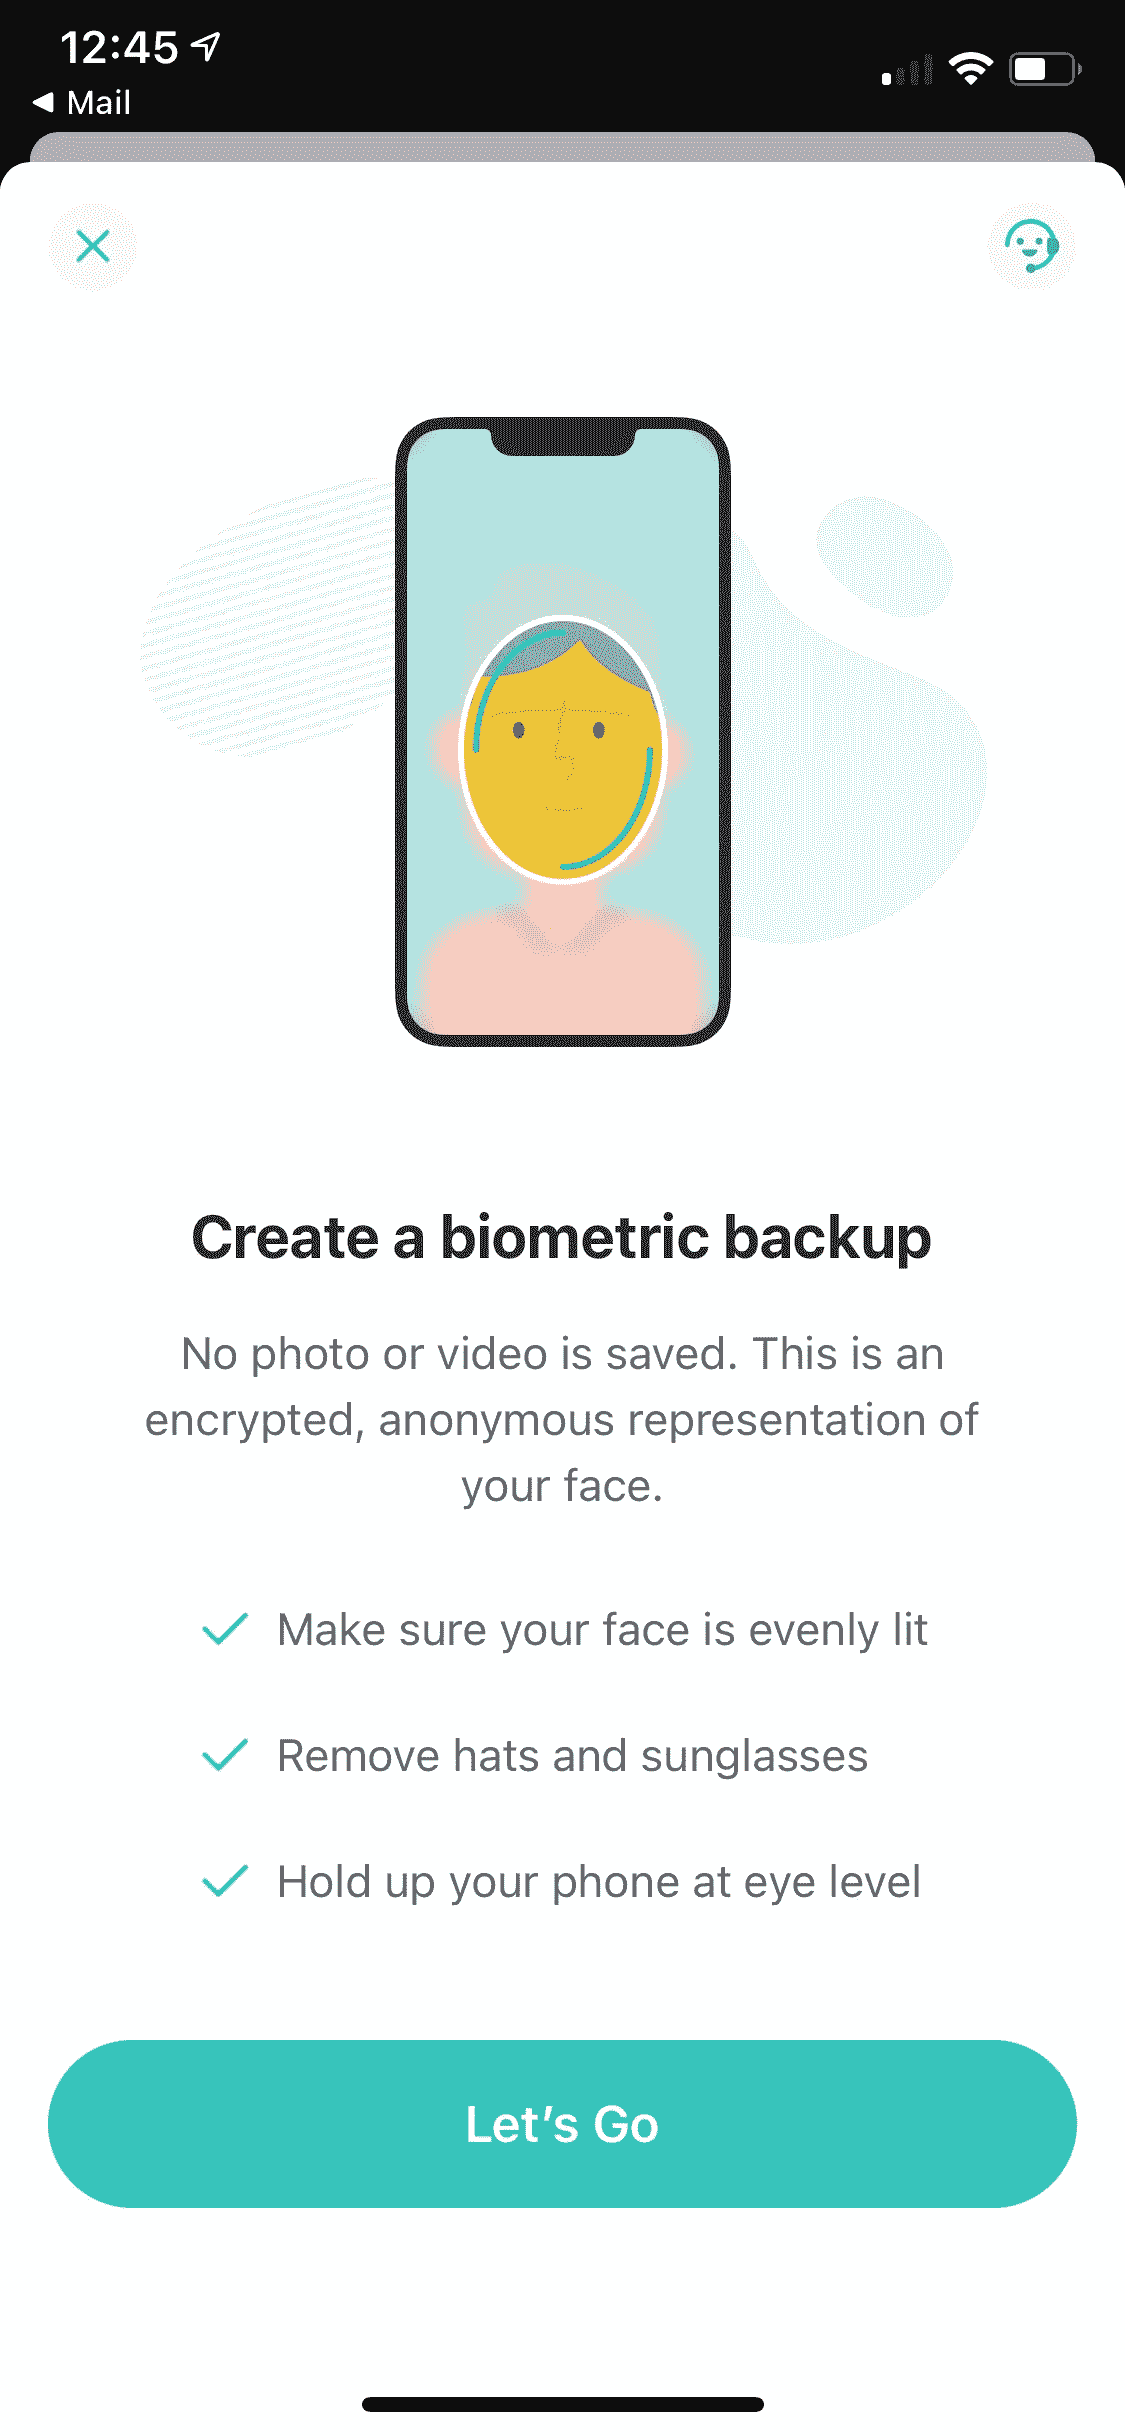 12:45
Mail
Create a biometric backup
No photo or video is saved. This is an
encrypted, anonymous representation of
your face.
Make sure your face is evenly lit
Remove hats and sunglasses
Hold up your phone at eye level
Let’s Go